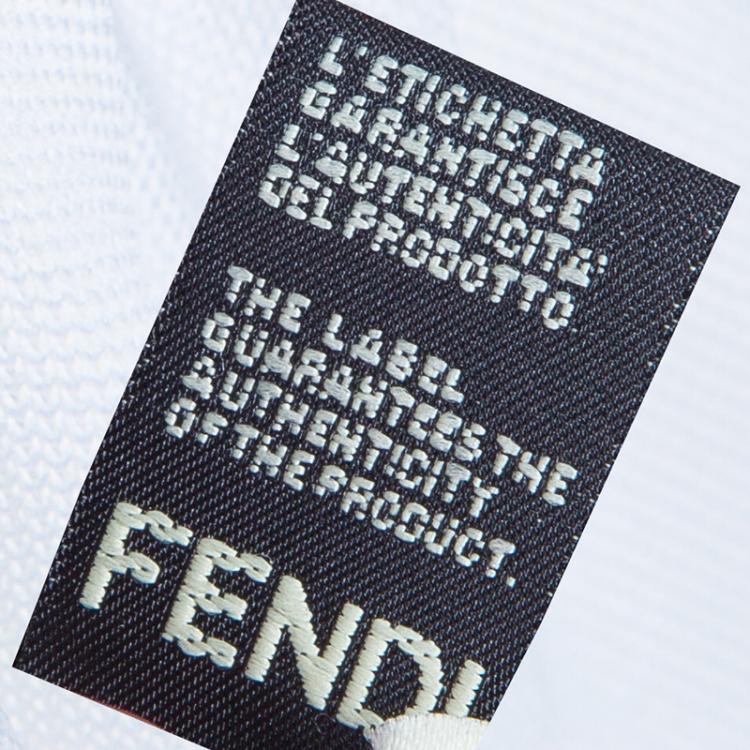 L'ETICHETTA
GARANTISCE
L'AUTENTICITA'
DEL PRODOTTO
THE LABEL
GUARANTEES THE
AUTHENTICITY
OF THE PRODUCT.
FENDI